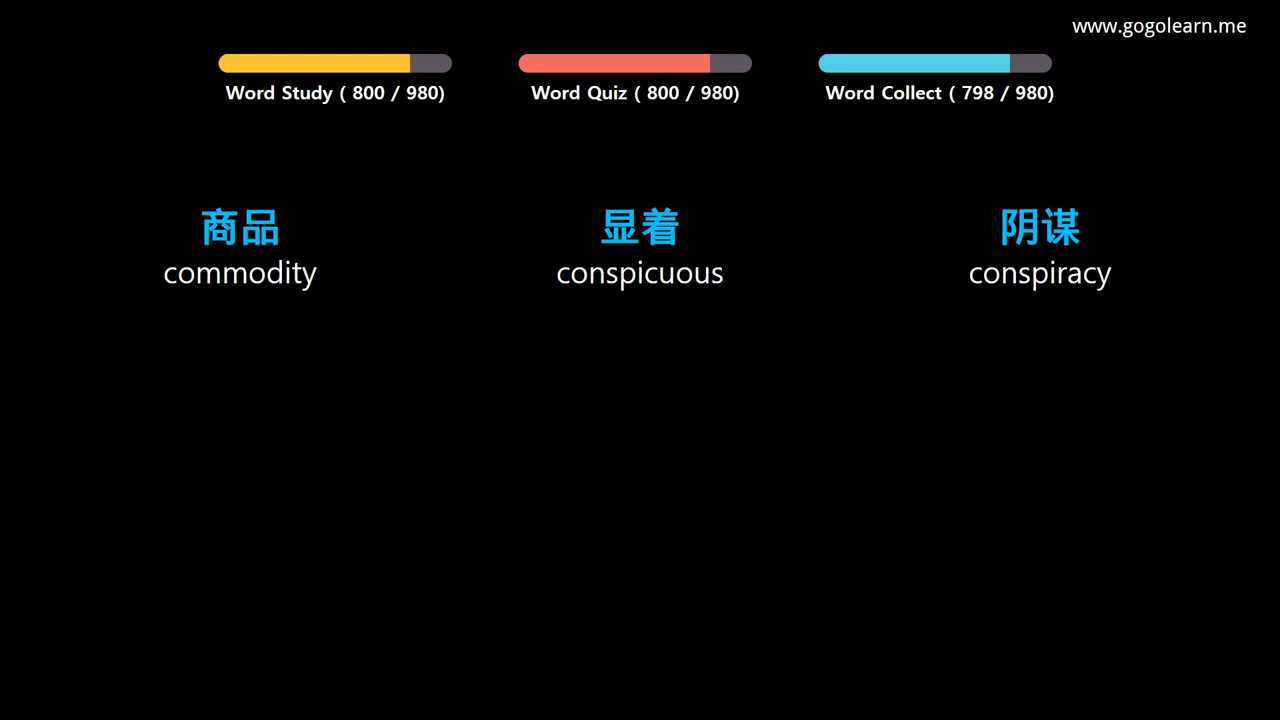 www.gogolearn.me
Word Study ( 800 / 980)
Word Quiz ( 800 / 980)
Word Collect ( 798 / 980)
商品
commodity
显着
conspicuous
阴谋
conspiracy